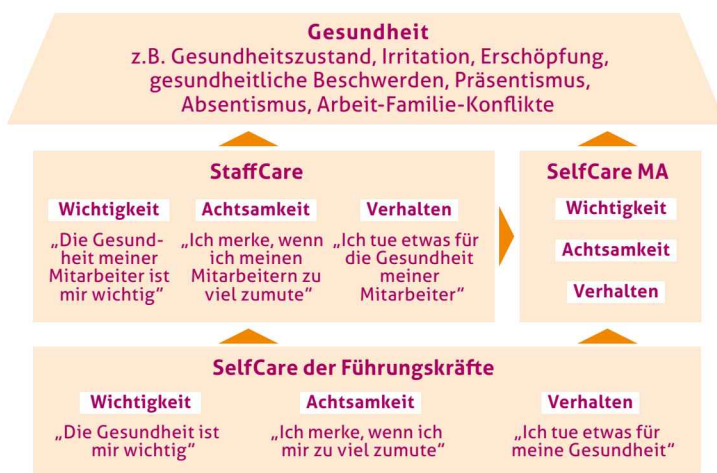 Gesundheit
z.B. Gesundheitszustand, Irritation, Erschöpfung,
gesundheitliche Beschwerden, Präsentismus,
Absentismus, Arbeit-Familie-Konflikte
StaffCare
Wichtigkeit
„Die Gesund-
heit meiner
Mitarbeiter ist
mir wichtig“
Achtsamkeit
„Ich merke, wenn
ich meinen
Mitarbeitern zu
viel zumute“
Verhalten
„Ich tue etwas für
die Gesundheit
meiner
Mitarbeiter“
SelfCare MA
Wichtigkeit
Achtsamkeit
Verhalten
SelfCare der Führungskräfte
Wichtigkeit
„Die Gesundheit ist
mir wichtig“
Achtsamkeit
„Ich merke, wenn ich
mir zu viel zumute“
Verhalten
„Ich tue etwas für
meine Gesundheit“